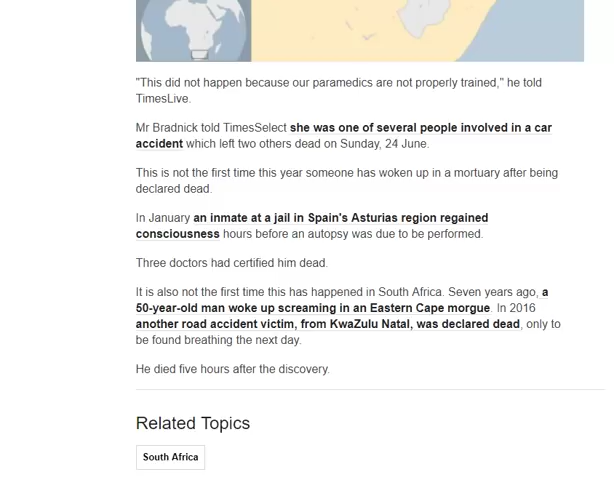 "This did not happen because our paramedics are not properly trained," he told
TimesLive.
Mr Bradnick told TimesSelect she was one of several people involved in a car
accident which left two others dead on Sunday, 24 June.
This is not the first time this year someone has woken up in a mortuary after being
declared dead.
In January an inmate at a jail in Spain's Asturias region regained
consciousness hours before an autopsy was due to be performed.
Three doctors had certified him dead.
It is also not the first time this has happened in South Africa. Seven years ago, a
50-year-old man woke up screaming in an Eastern Cape morgue. In 2016
another road accident victim, from KwaZulu Natal, was declared dead, only to
be found breathing the next day.
He died five hours after the discovery.
Related Topics
South Africa